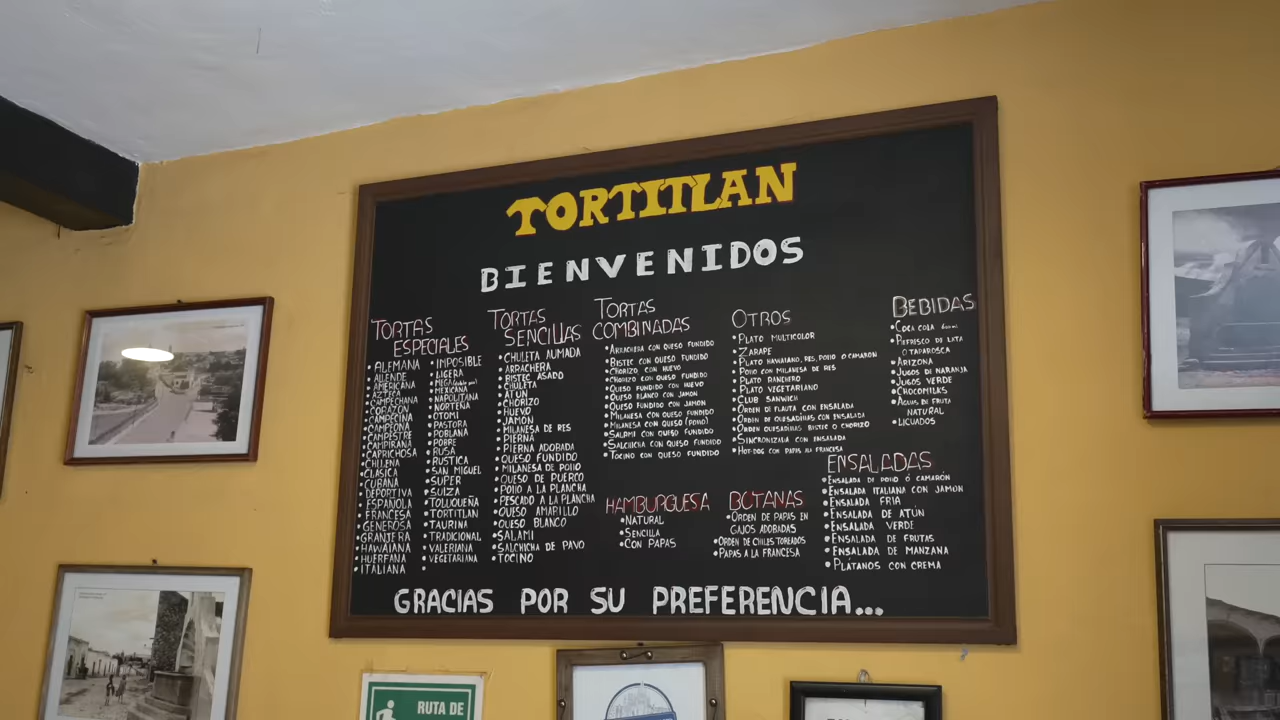 TORTITLAN
BIENVENIDOS
TORTAS
ESPECIALES
• ALEMANA
• ALLENDE
• AMERICANA
• AZTECA
• CAMPECHANA
• CORAZON
• CAMPECINA
• CAMPEONA
• CAMPESTRE
• CAMPIRANA
• CAPRICHOSA
• CHILENA
• CLASICA
• CUBANA
• DEPORTIVA
• ESPAÑOLA
• FRANCESA
• GENEROSA
• GRANJERA
• HAWAIANA
• HUERFANA
• ITALIANA
• IMPOSIBLE
• LIGERA
• MEGA
• MEXICANA
• NAPOLITANA
• NORTEÑA
• OTOMI
• PASTORA
• POBLANA
• POBRE
• RUSA
• RUSTICA
• SAN MIGUEL
• SUPER
• SUIZA
• TOLUQUEÑA
• TORTITLAN
• TAURINA
• TRADICIONAL
• VALERIANA
• VEGETARIANA
•
TORTAS
SENCILLAS
• CHULETA AUMADA
• ARRACHERA
• BISTEC ASADO
• CHULETA
• ATUN
• CHORIZO
• HUEVO
• JAMON
• MILANESA DE RES
• PIERNA
• PIERNA ADOBADA
• QUESO FUNDIDO
• MILANESA DE POLLO
• QUESO DE PUERCO
• POLLO A LA PLANCHA
• PESCADO A LA PLANCHA
• QUESO AMARILLO
• QUESO BLANCO
• SALAMI
• SALCHICHA DE PAVO
• TOCINO
TORTAS
COMBINADAS
• ARRACHERA CON QUESO FUNDIDO
• BISTEC CON QUESO FUNDIDO
• CHORIZO CON HUEVO
• CHORIZO CON QUESO FUNDIDO
• QUESO FUNDIDO CON HUEVO
• QUESO BLANCO CON JAMON
• QUESO FUNDIDO CON JAMON
• MILANESA CON QUESO FUNDIDO
• MILANESA CON QUESO (POLLO)
• SALAMI CON QUESO FUNDIDO
• SALCHICHA CON QUESO FUNDIDO
• TOCINO CON QUESO FUNDIDO
HAMBURGUESA
• NATURAL
• SENCILLA
• CON PAPAS
OTROS
• PLATO MULTICOLOR
• ZARAPE
• PLATO HAWAIANO, RES, POLLO O CAMARON
• POLLO CON MILANESA DE RES
• PLATO RANCHERO
• PLATO VEGETARIANO
• CLUB SANWICH
• ORDEN DE FLAUTA CON ENSALADA
• ORDEN DE QUESADILLAS CON ENSALADA
• ORDEN QUESADILLAS BISTEC O CHORIZO
• SINCRONIZADA CON ENSALADA
• HOT-DOG CON PAPAS A LA FRANCESA
BOTANAS
• ORDEN DE PAPAS EN
GAJOS ADOBADAS
• ORDEN DE CHILES TOREADOS
• PAPAS A LA FRANCESA
BEBIDAS
• COCA COLA
• REFRESCO DE LATA
O TAPAROSCA
• ARIZONA
• JUGOS DE NARANJA
• JUGOS VERDE
• CHOCOMILKS
• AGUAS DE FRUTA
NATURAL
• LICUADOS
ENSALADAS
• ENSALADA DE POLLO Ó CAMARÓN
• ENSALADA ITALIANA CON JAMON
• ENSALADA FRIA
• ENSALADA DE ATÚN
• ENSALADA VERDE
• ENSALADA DE FRUTAS
• ENSALADA DE MANZANA
• PLÁTANOS CON CREMA
GRACIAS POR SU PREFERENCIA...
RUTA DE